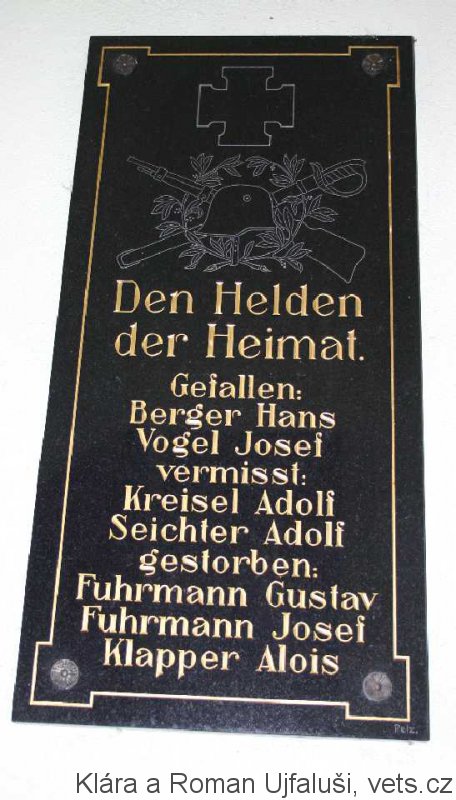 Den Helden
der Heimat.
Gefallen:
Berger Hans
Vogel Josef
vermisst:
Kreisel Adolf
Seichter Adolf
gestorben:
Fuhrmann Gustav
Fuhrmann Josef
Klapper Alois
Pelz.
Klára a Roman Ujfaluši, vets.cz